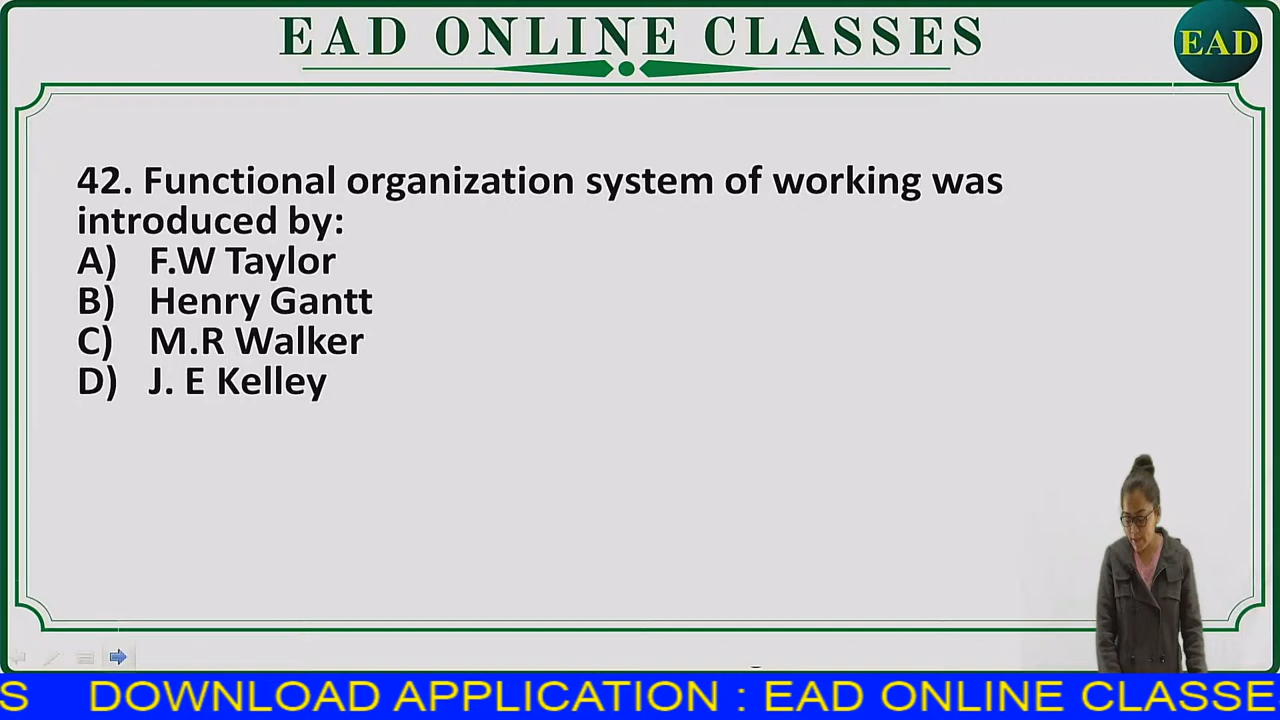 EAD ONLINE CLASSES
EAD
42. Functional organization system of working was
introduced by:
A) F.W Taylor
B) Henry Gantt
C) M.R Walker
D) J. E Kelley
S DOWNLOAD APPLICATION : EAD ONLINE CLASSE